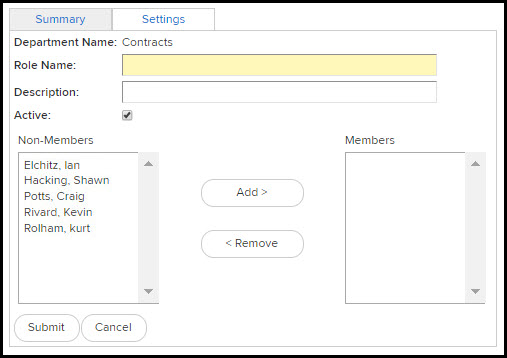 Summary Settings
Department Name: Contracts
Role Name:
Description:
Active:
Non-Members Members
Elchitz, Ian
Hacking, Shawn
Potts, Craig
Rivard, Kevin
Rolham, kurt
Add >
< Remove
Submit Cancel